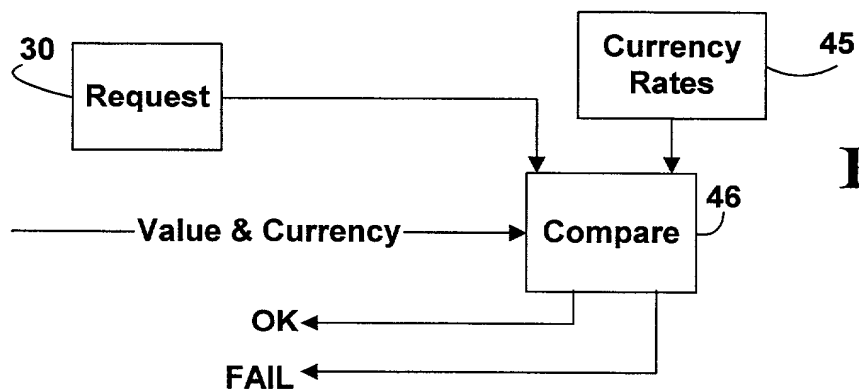 30
Request
Currency
Rates
45
Value & Currency
Compare
46
OK
FAIL